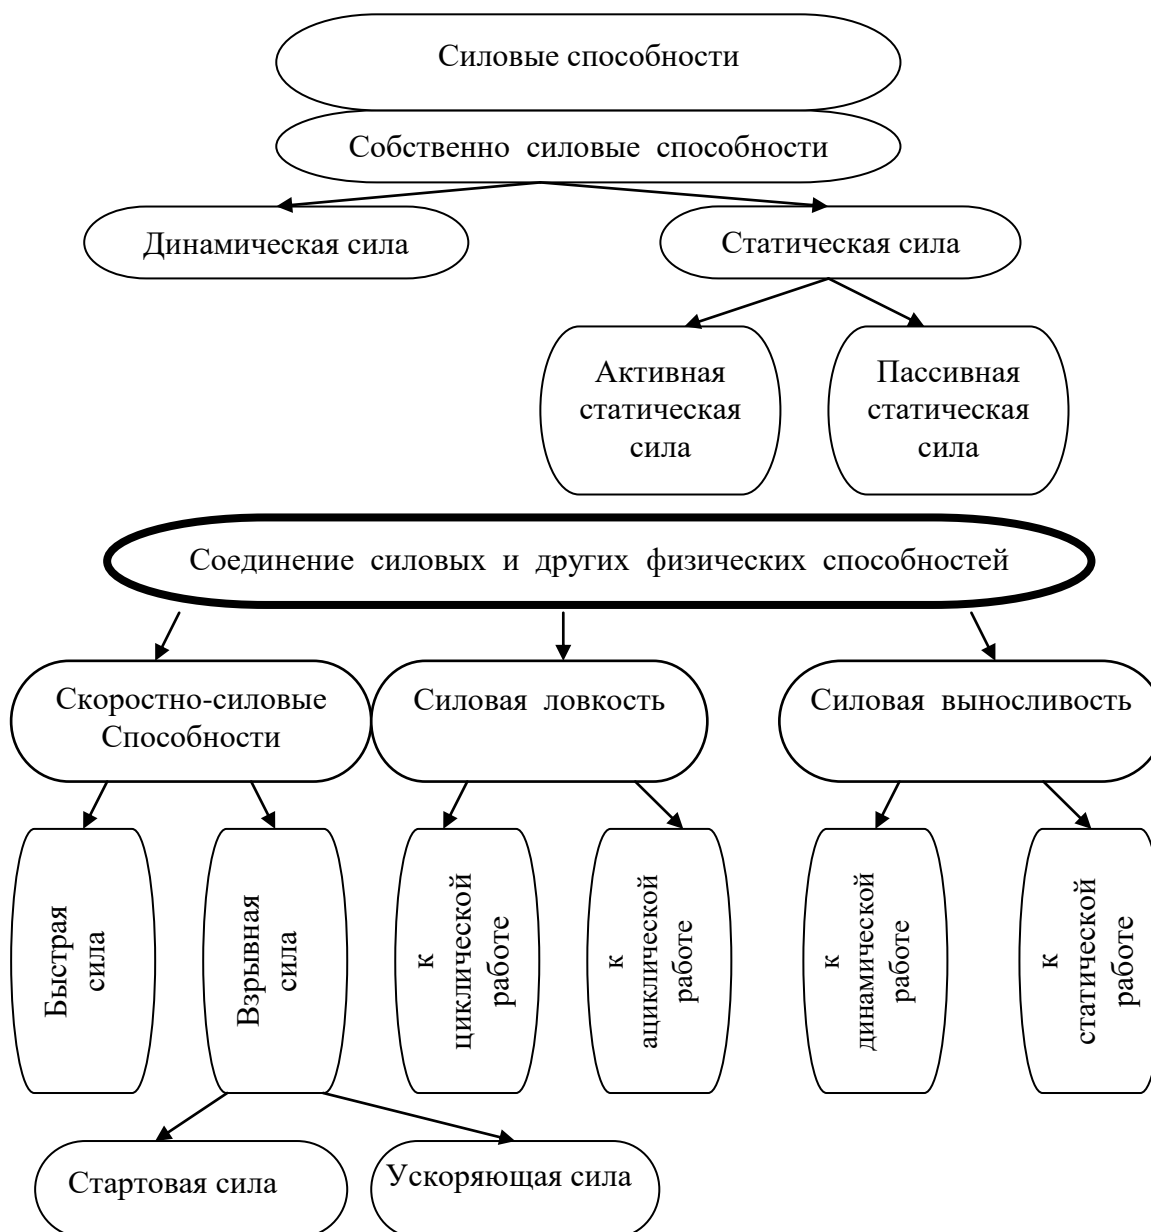 Силовые способности
Собственно силовые способности
Динамическая сила
Статическая сила
Активная
статическая
сила
Пассивная
статическая
сила
Соединение силовых и других физических способностей
Скоростно-силовые
Способности
Силовая ловкость
Силовая выносливость
Быстрая
сила
Взрывная
сила
к
циклической
работе
к
ациклической
работе
к
динамической
работе
к
статической
работе
Стартовая сила
Ускоряющая сила